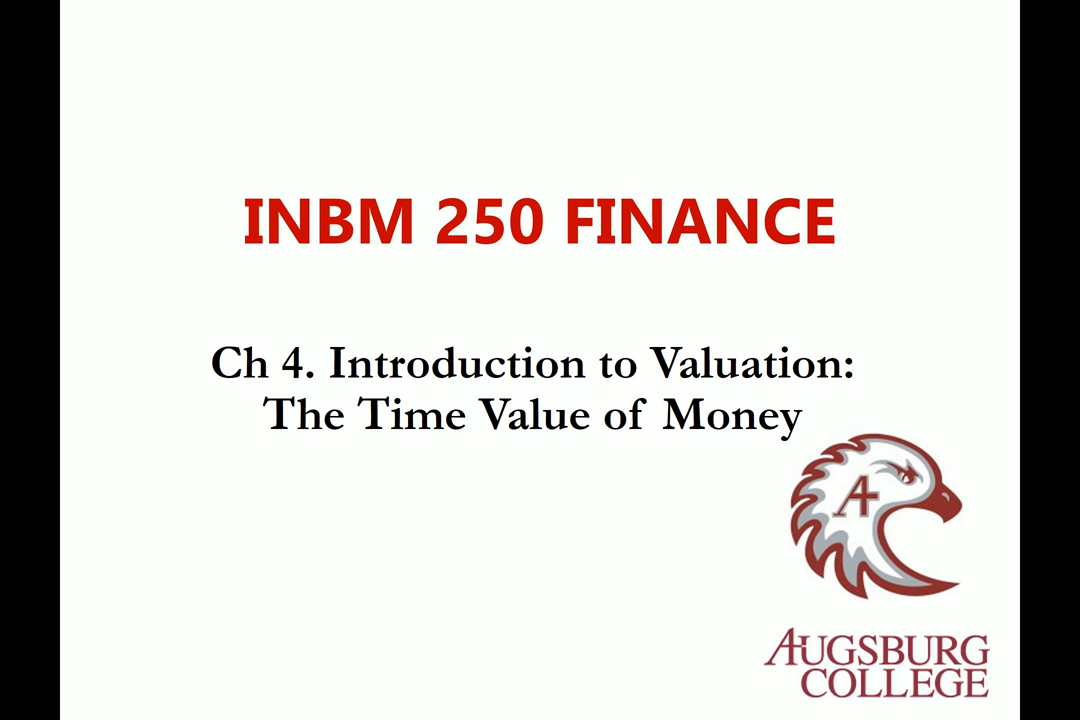 INBM 250 FINANCE
Ch 4. Introduction to Valuation:
The Time Value of Money
A
AUGSBURG
COLLEGE